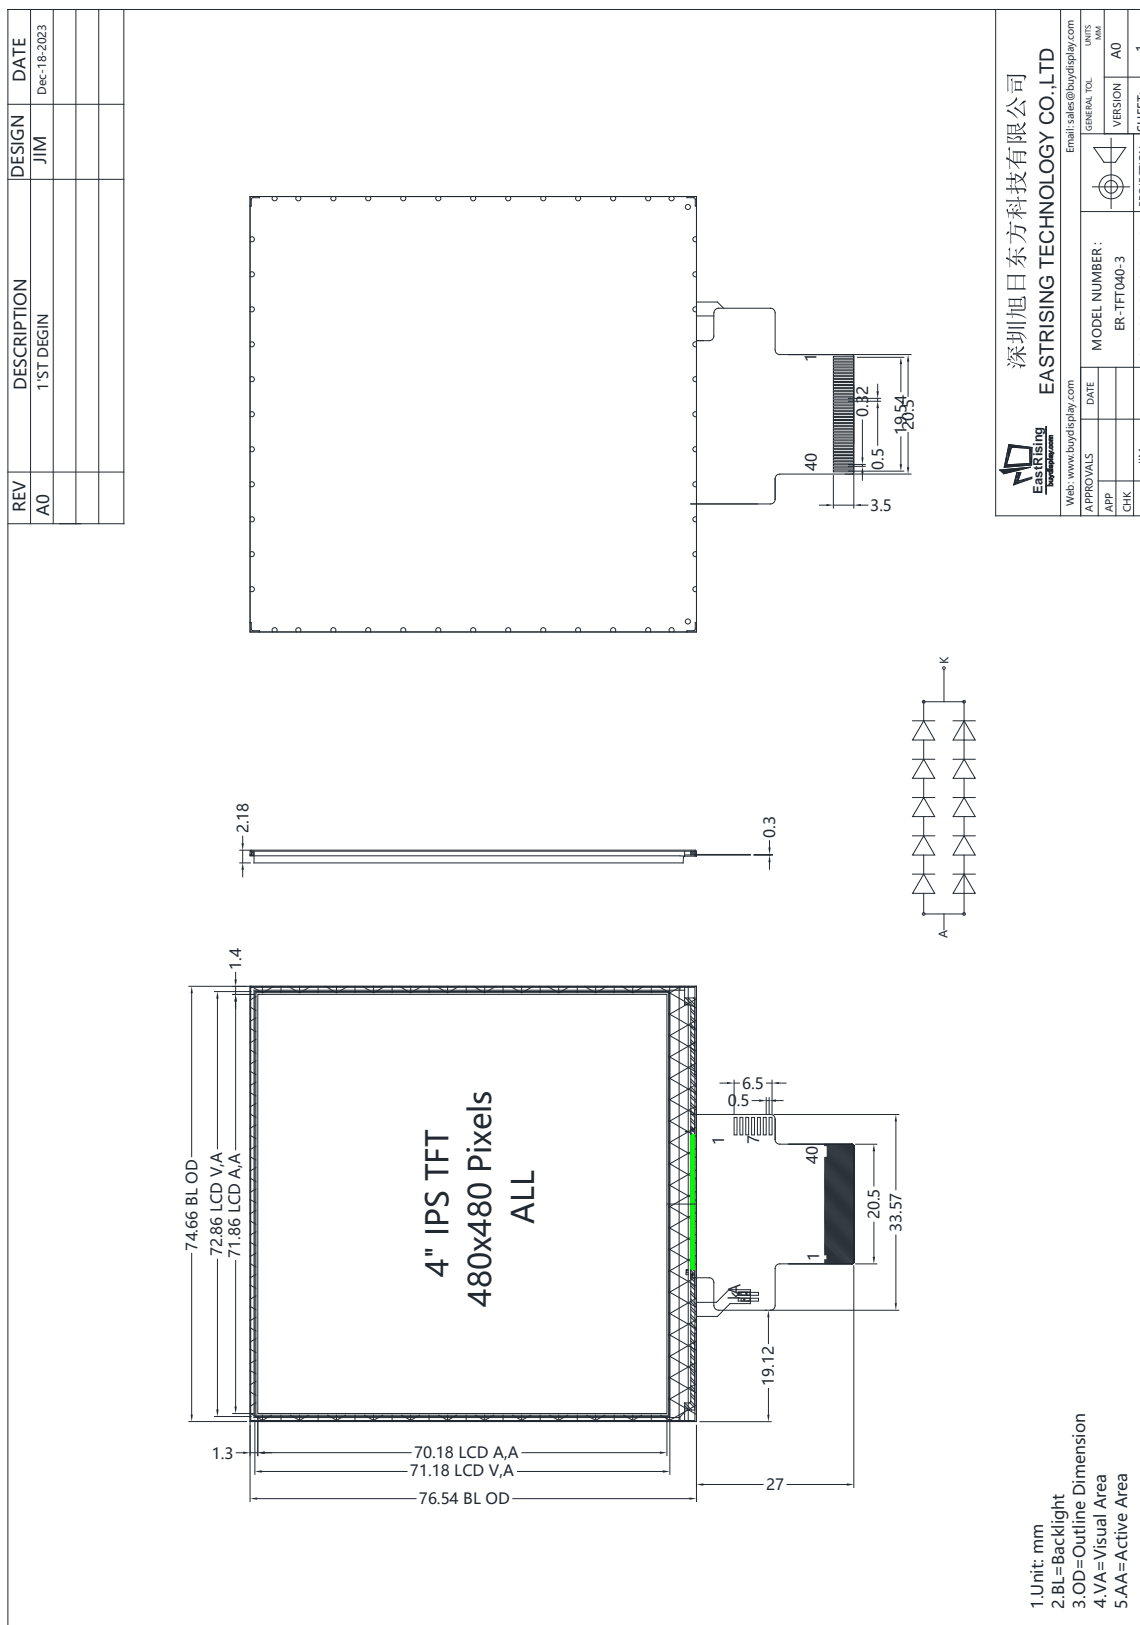 REV DESCRIPTION DESIGN DATE
A0 1'ST DEGIN JIM Dec-18-2023
1
40
0.32
0.5
19.54
20.5
3.5
2.18
0.3
K
A
74.66 BL OD
72.86 LCD V,A
71.86 LCD A,A
1.4
4" IPS TFT
480x480 Pixels
ALL
6.5
0.5
1
7
40
1
20.5
33.57
19.12
27
1.3
70.18 LCD A,A
71.18 LCD V,A
76.54 BL OD
1.Unit: mm
2.BL=Backlight
3.OD=Outline Dimension
4.VA=Visual Area
5.AA=Active Area
EastRising
buydisplay.com
深圳旭日东方科技有限公司
EASTRISING TECHNOLOGY CO.,LTD
Web: www.buydisplay.com Email: sales@buydisplay.com
APPROVALS DATE
APP
CHK
MODEL NUMBER :
ER-TFT040-3
GENERAL TOL UNITS
MM
VERSION A0